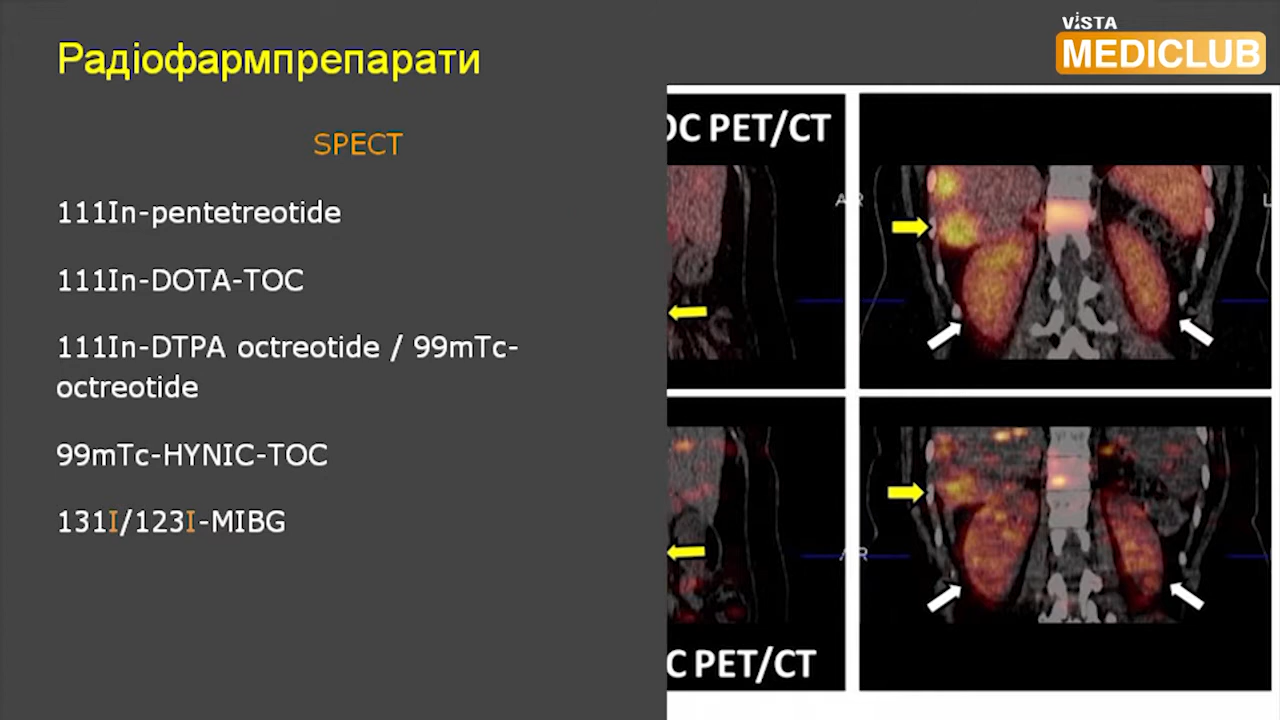 Радіофармпрепарати
ViSTA
MEDICLUB
SPECT
111In-pentetreotide
111In-DOTA-TOC
111In-DTPA octreotide / 99mTc-
octreotide
99mTc-HYNIC-TOC
131I/123I-MIBG
OC PET/CT
C PET/CT